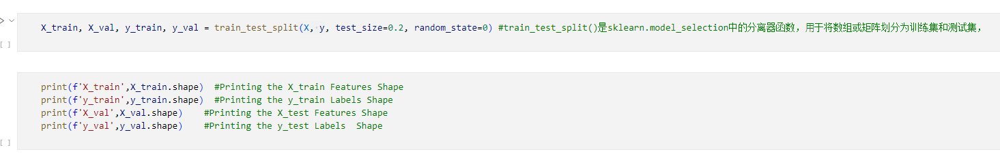 X_train, X_val, y_train, y_val = train_test_split(X, y, test_size=0.2, random_state=0) #train_test_split()是sklearn.model_selection中的分离器函数，用于将数组或矩阵划分为训练集和测试集，
[ ]
print(f'X_train',X_train.shape)  #Printing the X_train Features Shape
print(f'y_train',y_train.shape)  #Printing the y_train Labels Shape
print(f'X_val',X_val.shape)    #Printing the X_test Features Shape
print(f'y_val',y_val.shape)    #Printing the y_test Labels  Shape
[ ]